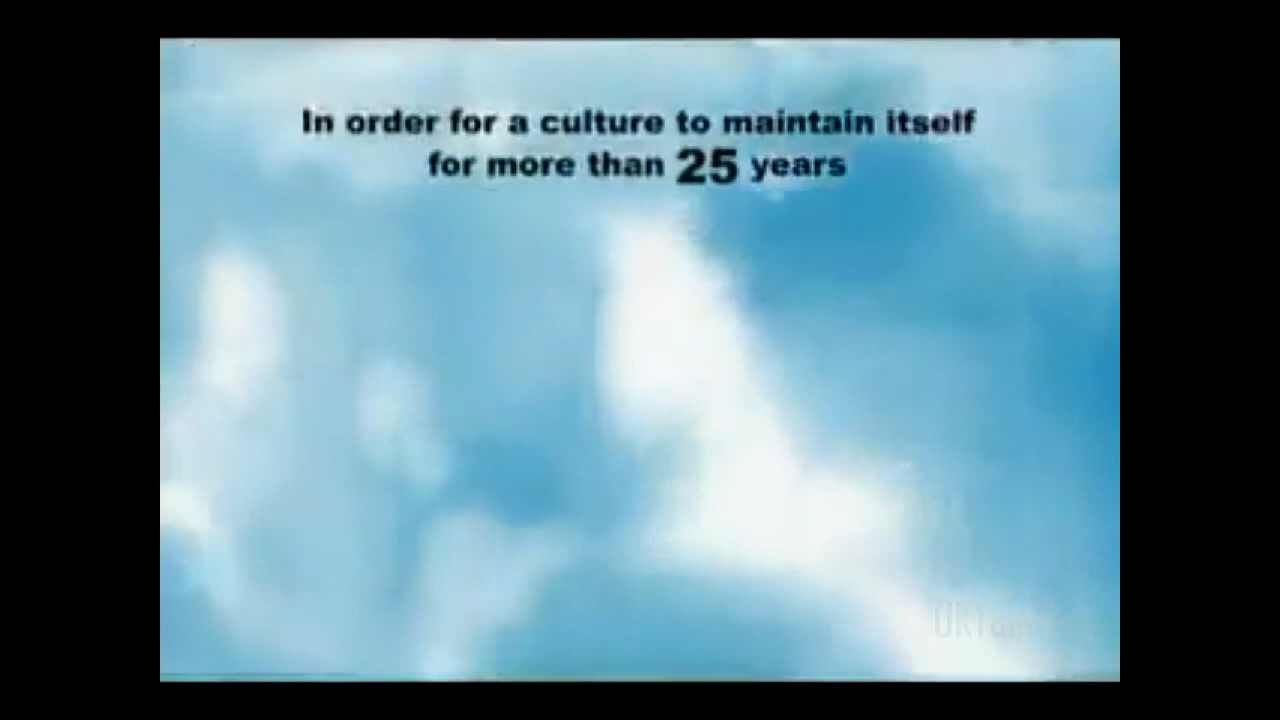 In order for a culture to maintain itself
for more than 25 years